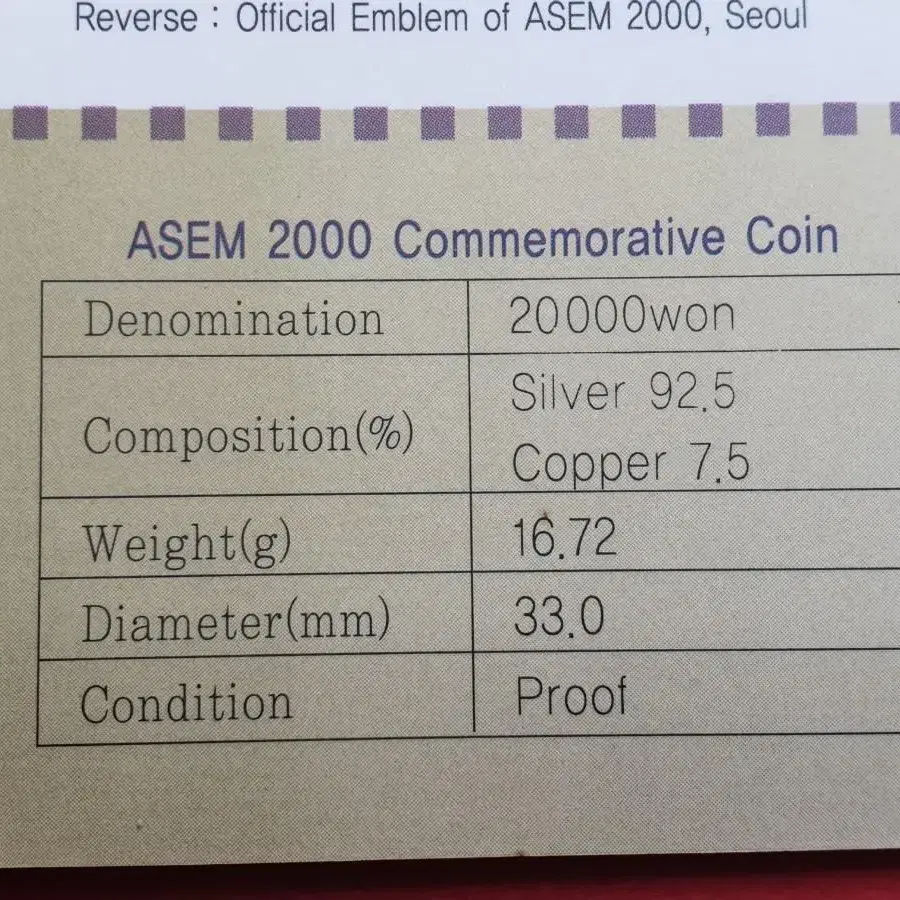 Reverse : Official Emblem of ASEM 2000, Seoul
ASEM 2000 Commemorative Coin
Denomination 20000won
Composition(%) Silver 92.5
Copper 7.5
Weight(g) 16.72
Diameter(mm) 33.0
Condition Proof